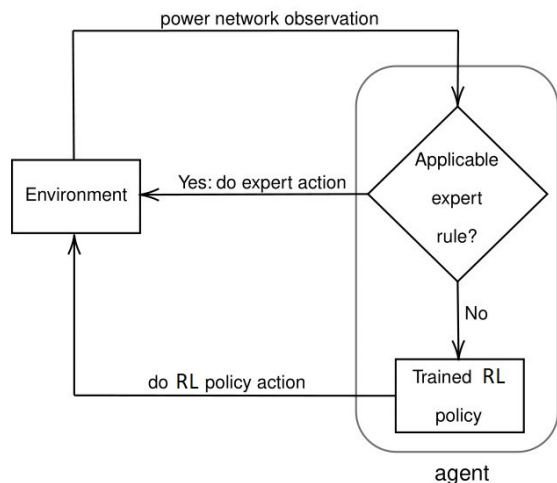 power network observation
Applicable
expert
rule?
Yes: do expert action
Environment
No
Trained RL
policy
do RL policy action
agent